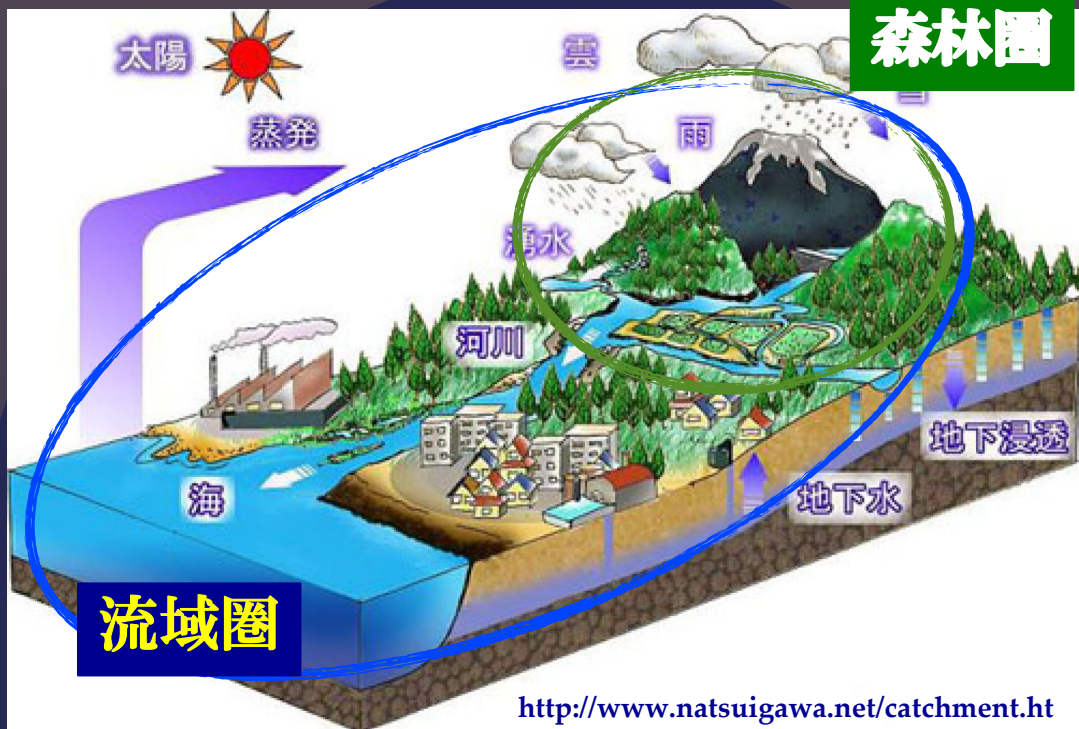 森林圏
太陽
雲
蒸発
雨
湧水
河川
地下浸透
海
地下水
流域圏
http://www.natsuigawa.net/catchment.ht